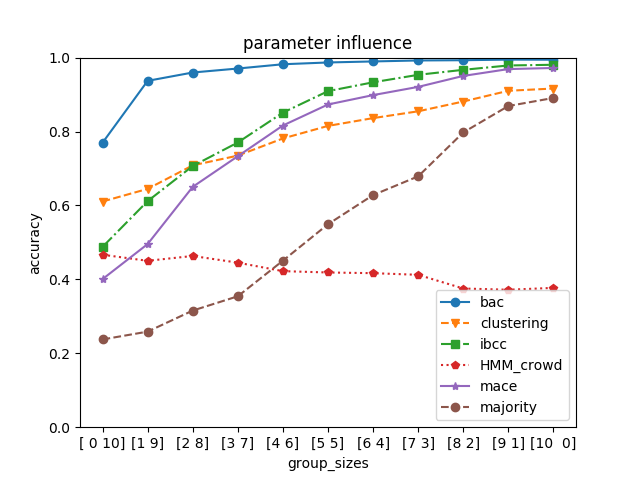 parameter influence
1.0
0.8
0.6
0.4
0.2
0.0
accuracy
bac
clustering
ibcc
HMM_crowd
mace
majority
[ 0 10] [1 9] [2 8] [3 7] [4 6] [5 5] [6 4] [7 3] [8 2] [9 1] [10  0]
group_sizes